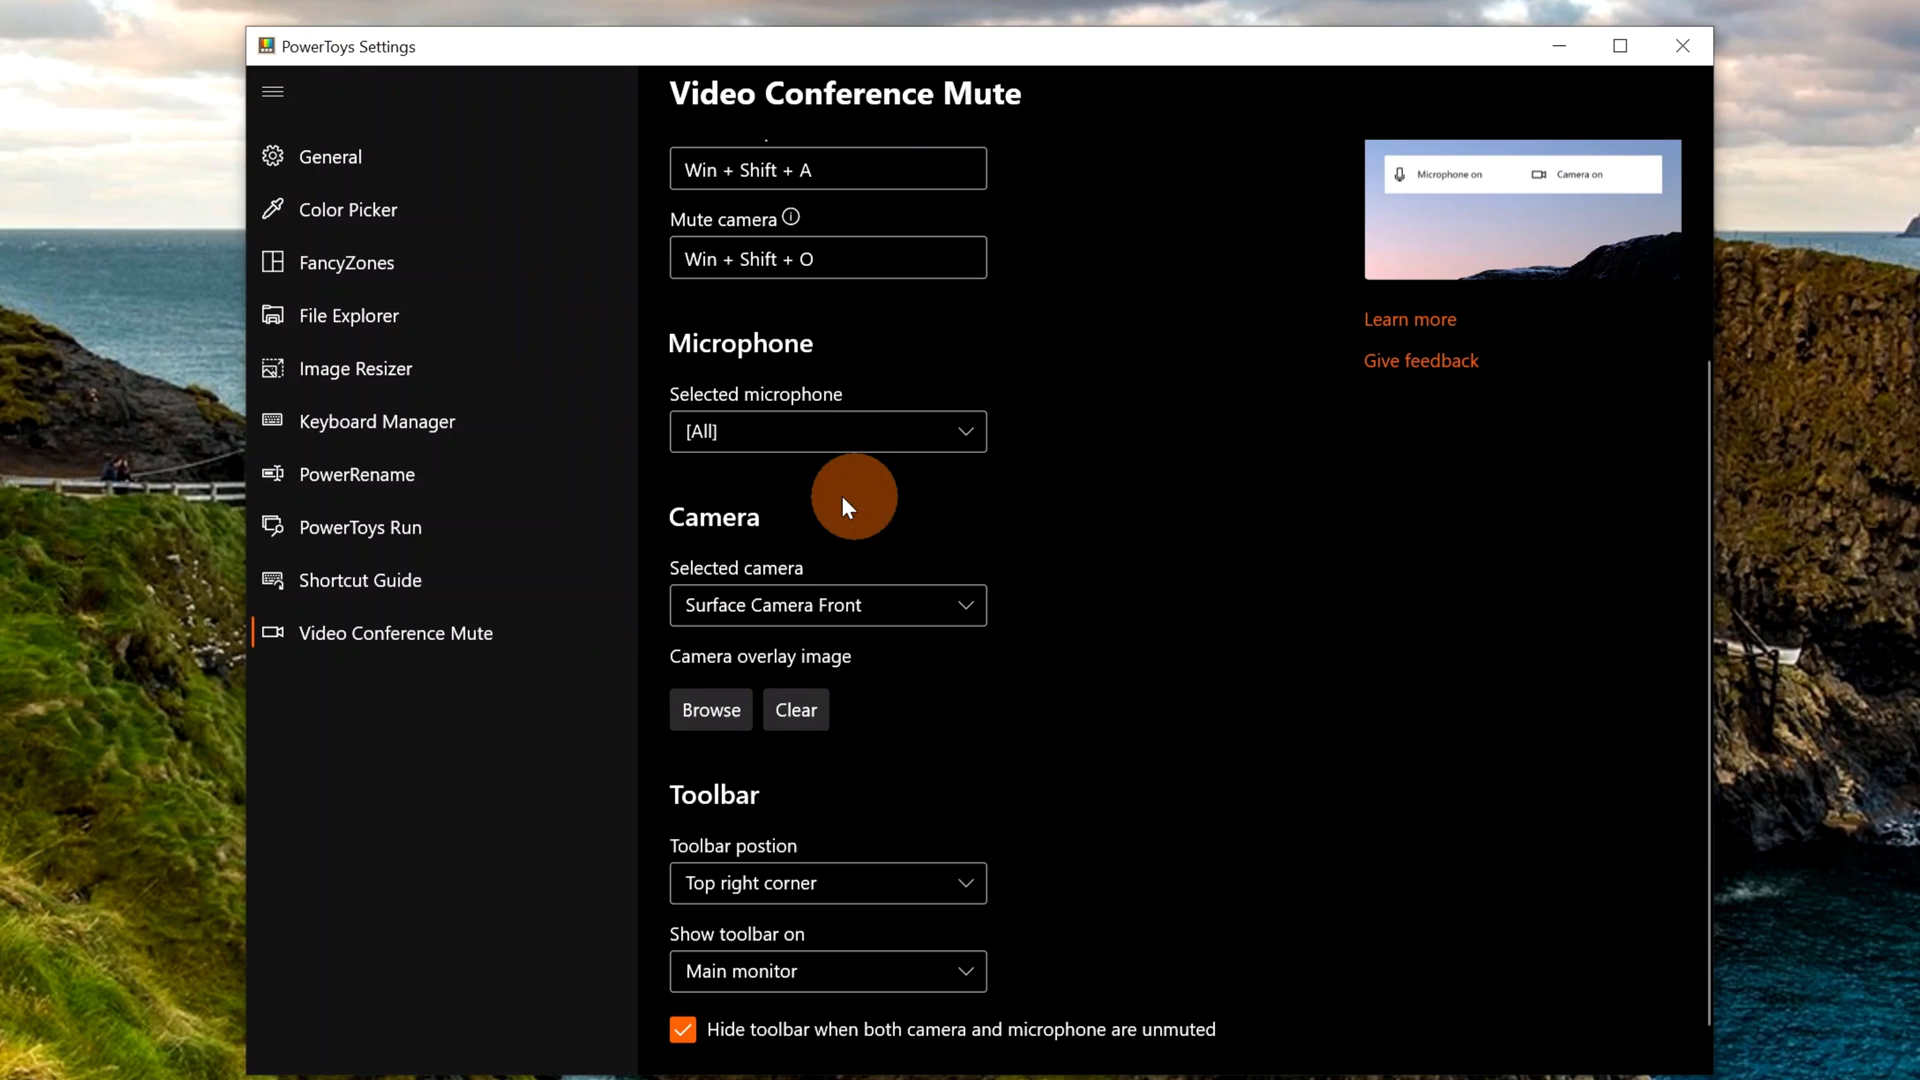 PowerToys Settings
General
Color Picker
FancyZones
File Explorer
Image Resizer
Keyboard Manager
PowerRename
PowerToys Run
Shortcut Guide
Video Conference Mute
Video Conference Mute
Win + Shift + A
Mute camera
Win + Shift + O
Microphone
Selected microphone
[All]
Camera
Selected camera
Surface Camera Front
Camera overlay image
Browse Clear
Toolbar
Toolbar postion
Top right corner
Show toolbar on
Main monitor
Hide toolbar when both camera and microphone are unmuted
Microphone on Camera on
Learn more
Give feedback